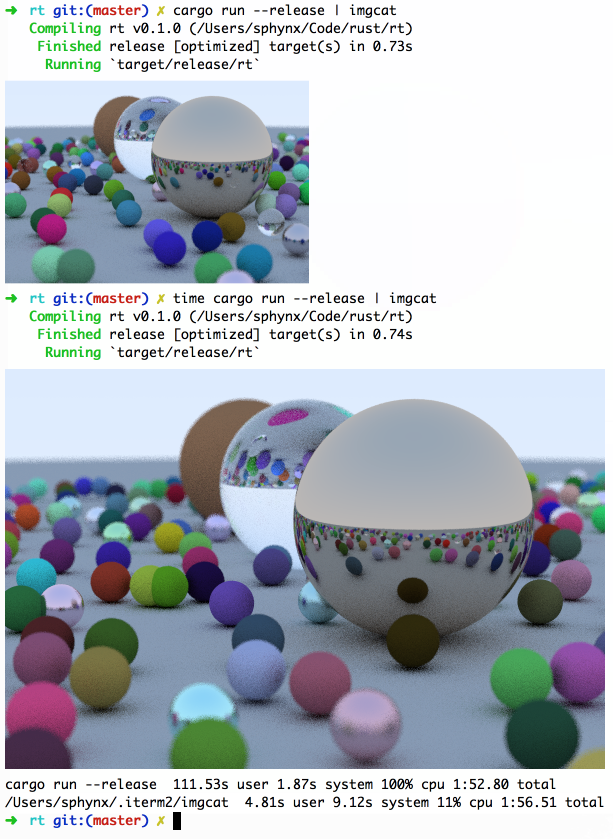 ➜ rt git:(master) ✗ cargo run --release | imgcat
Compiling rt v0.1.0 (/Users/sphynx/Code/rust/rt)
Finished release [optimized] target(s) in 0.73s
Running `target/release/rt`
➜ rt git:(master) ✗ time cargo run --release | imgcat
Compiling rt v0.1.0 (/Users/sphynx/Code/rust/rt)
Finished release [optimized] target(s) in 0.74s
Running `target/release/rt`
cargo run --release 111.53s user 1.87s system 100% cpu 1:52.80 total
/Users/sphynx/.iterm2/imgcat 4.81s user 9.12s system 11% cpu 1:56.51 total
➜ rt git:(master) ✗